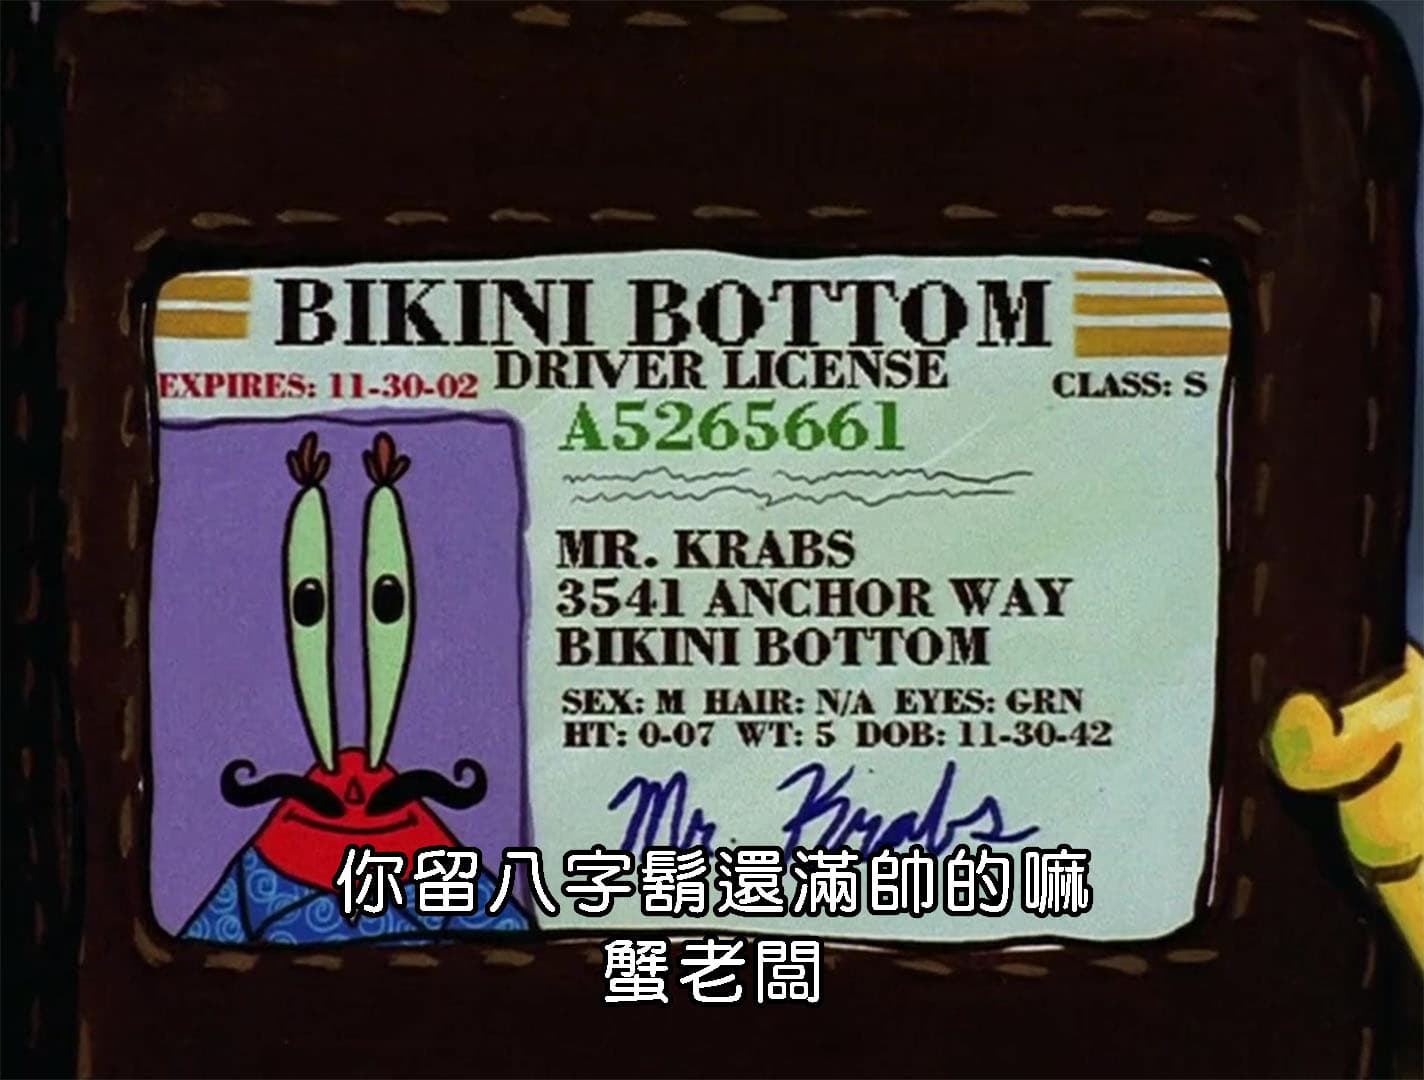 BIKINI BOTTOM
DRIVER LICENSE
EXPIRES: 11-30-02
CLASS: S
A5265661
MR. KRABS
3541 ANCHOR WAY
BIKINI BOTTOM
SEX: M HAIR: N/A EYES: GRN
HT: 0-07 WT: 5 DOB: 11-30-42
Mr. Krabs
你留八字鬍還滿帥的嘛
蟹老闆